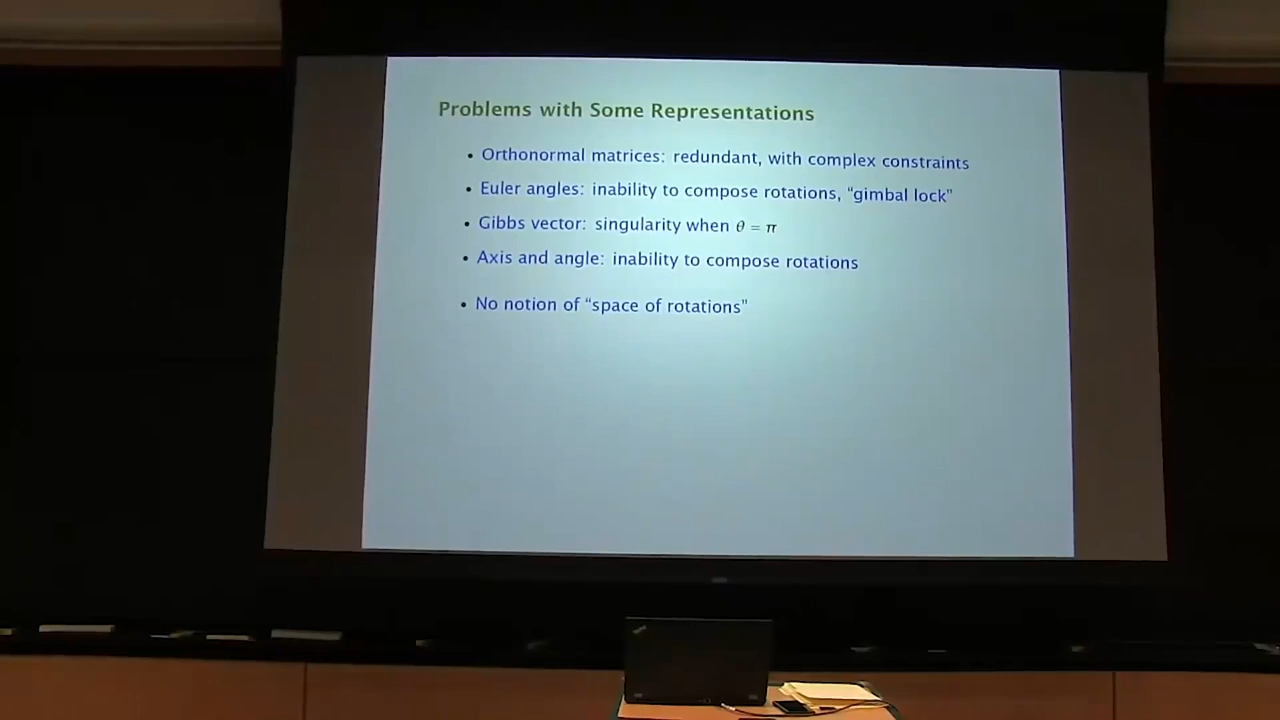 Problems with Some Representations
• Orthonormal matrices: redundant, with complex constraints
• Euler angles: inability to compose rotations, “gimbal lock”
• Gibbs vector: singularity when θ = π
• Axis and angle: inability to compose rotations
• No notion of “space of rotations”